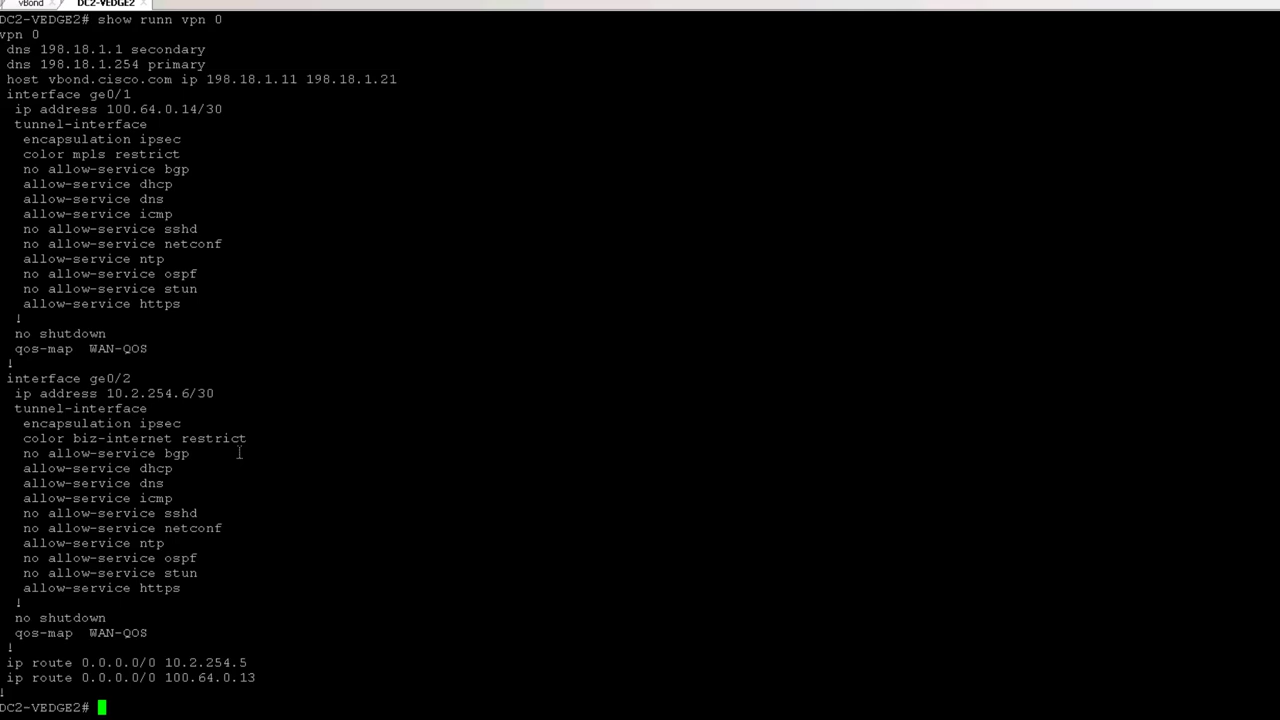 vBond DC2-VEDGE2
DC2-VEDGE2# show runn vpn 0
vpn 0
dns 198.18.1.1 secondary
dns 198.18.1.254 primary
host vbond.cisco.com ip 198.18.1.11 198.18.1.21
interface ge0/1
ip address 100.64.0.14/30
tunnel-interface
encapsulation ipsec
color mpls restrict
no allow-service bgp
allow-service dhcp
allow-service dns
allow-service icmp
no allow-service sshd
no allow-service netconf
allow-service ntp
no allow-service ospf
no allow-service stun
allow-service https
!
no shutdown
qos-map  WAN-QOS
!
interface ge0/2
ip address 10.2.254.6/30
tunnel-interface
encapsulation ipsec
color biz-internet restrict
no allow-service bgp
allow-service dhcp
allow-service dns
allow-service icmp
no allow-service sshd
no allow-service netconf
allow-service ntp
no allow-service ospf
no allow-service stun
allow-service https
!
no shutdown
qos-map  WAN-QOS
!
ip route 0.0.0.0/0 10.2.254.5
ip route 0.0.0.0/0 100.64.0.13
!
DC2-VEDGE2#